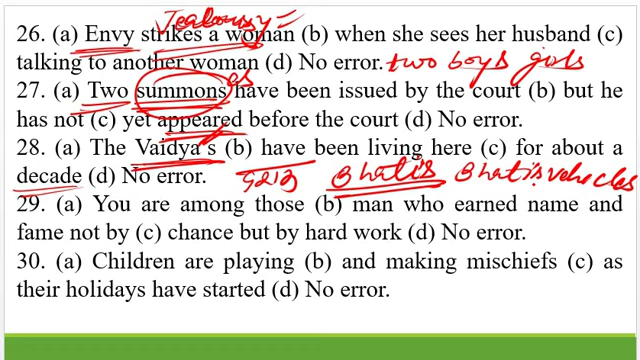 Jealousy =
26. (a) Envy strikes a woman (b) when she sees her husband (c)
talking to another woman (d) No error. two boys girls
27. (a) Two summons es have been issued by the court (b) but he
has not (c) yet appeared before the court (d) No error.
28. (a) The Vaidya's (b) have been living here (c) for about a
decade (d) No error. Bhatis Bhatis vehicles
29. (a) You are among those (b) man who earned name and
fame not by (c) chance but by hard work (d) No error.
30. (a) Children are playing (b) and making mischiefs (c) as
their holidays have started (d) No error.